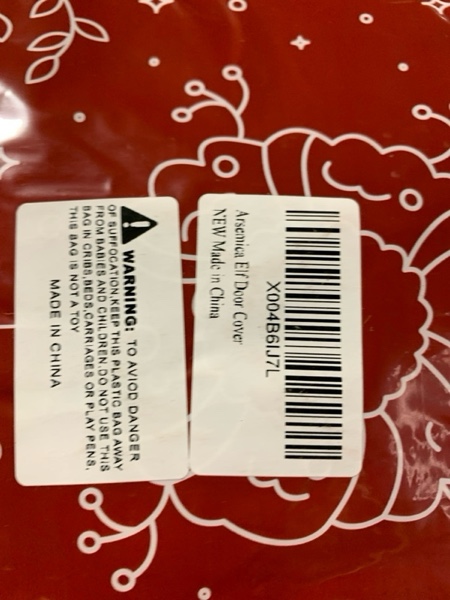 X004B6IJ7L
Arsemica Elf Door Cover
NEW Made in China
WARNING: TO AVIOD DANGER
OF SUFFOCATION,KEEP THIS PLASTIC BAG AWAY
FROM BABIES AND CHILDREN.DO NOT USE THIS
BAG IN CRIBS,BEDS,CARRIAGES OR PLAY PENS.
THIS BAG IS NOT A TOY
MADE IN CHINA